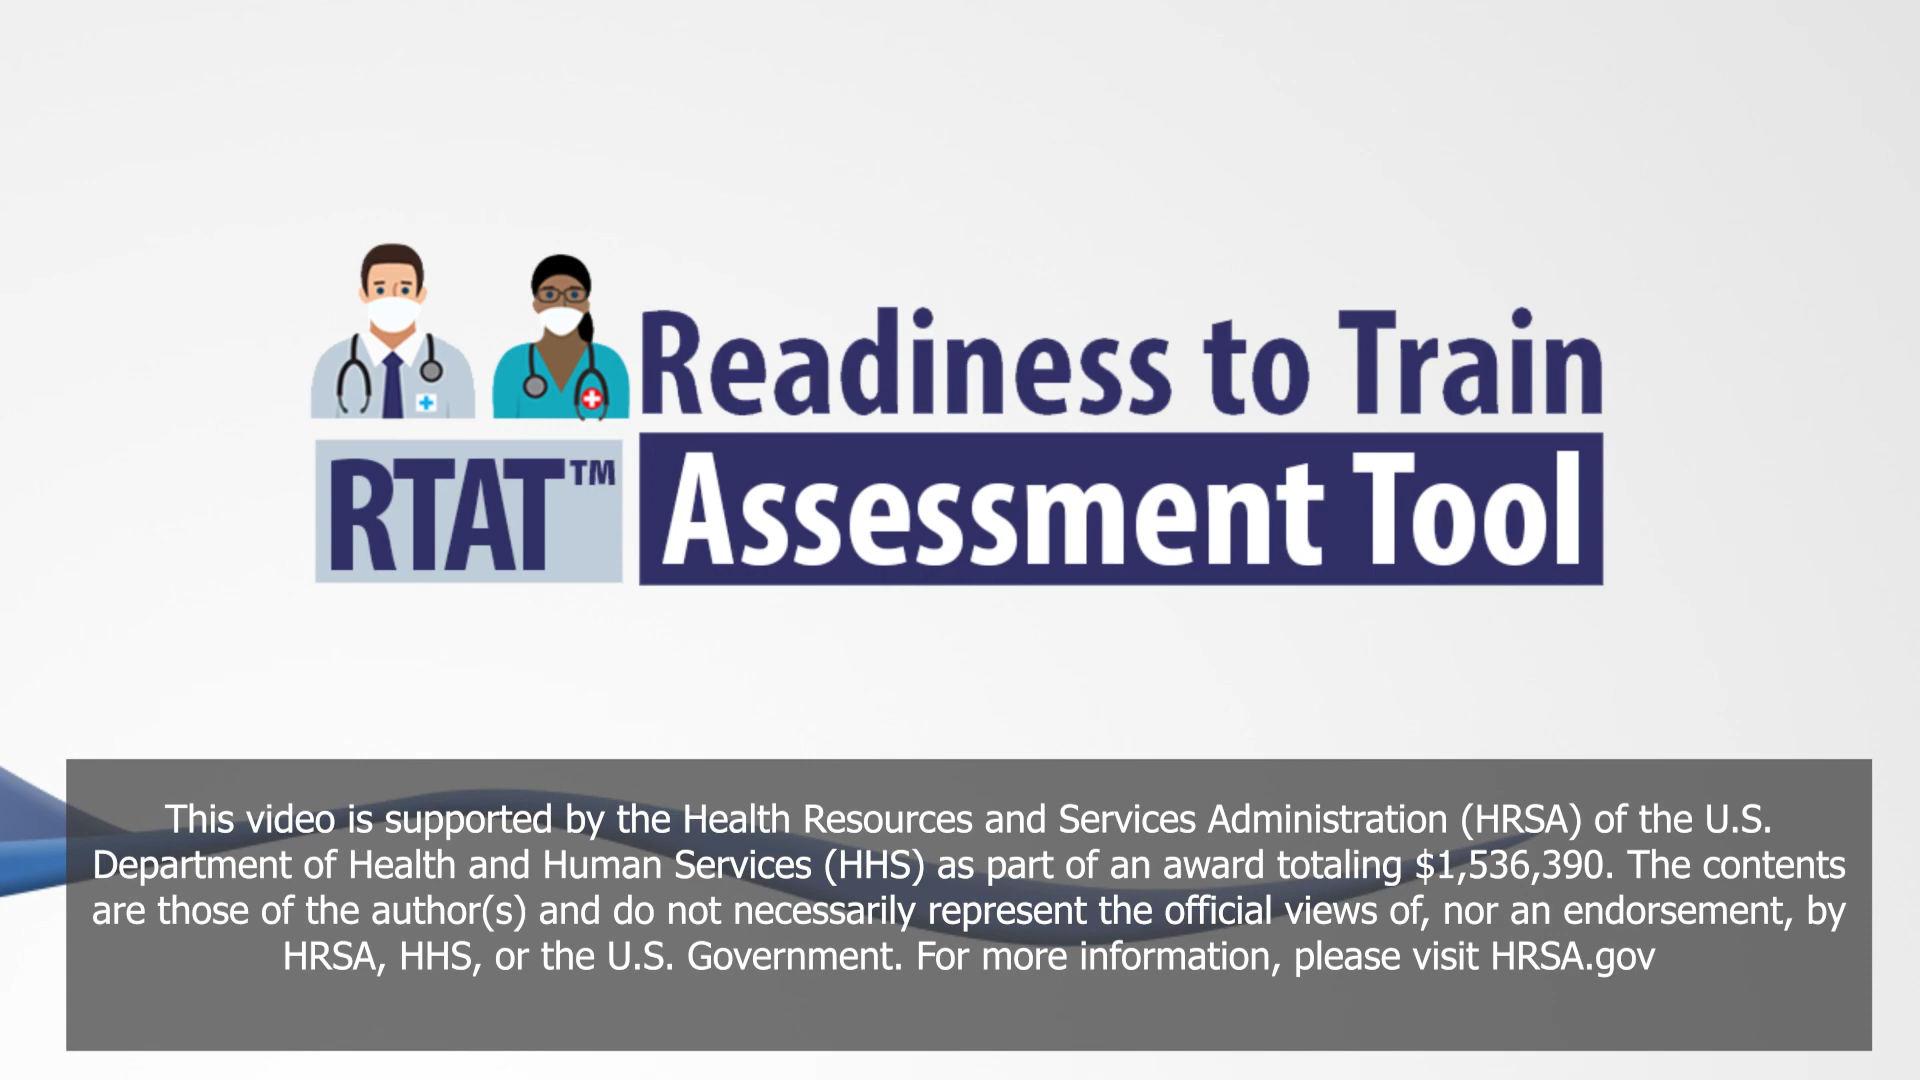 Readiness to Train
RTAT™
Assessment Tool
This video is supported by the Health Resources and Services Administration (HRSA) of the U.S.
Department of Health and Human Services (HHS) as part of an award totaling $1,536,390. The contents
are those of the author(s) and do not necessarily represent the official views of, nor an endorsement, by
HRSA, HHS, or the U.S. Government. For more information, please visit HRSA.gov